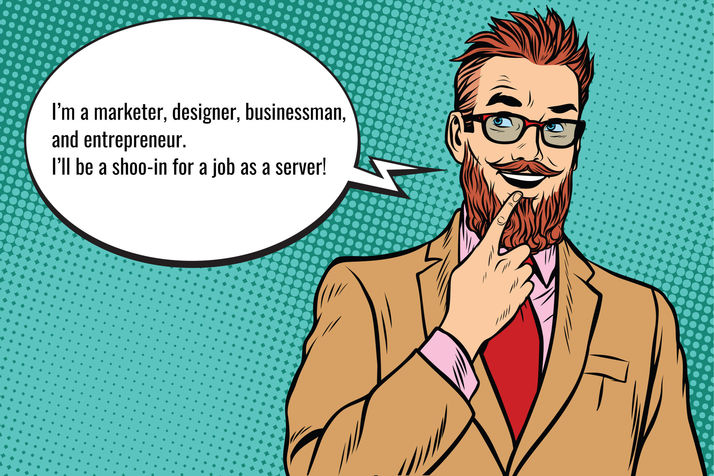 I'm a marketer, designer, businessman,
and entrepreneur.
I'll be a shoo-in for a job as a server!